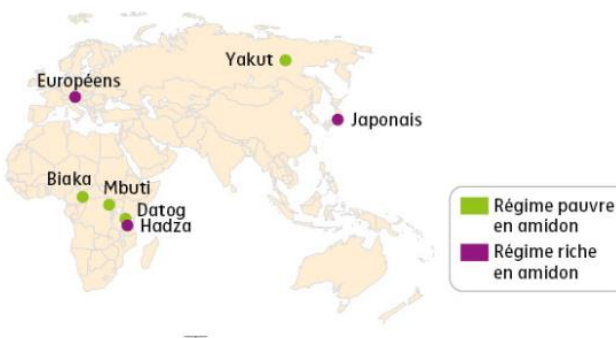 Yakut
Européens
Japonais
Biaka
Mbuti
Datog
Hadza
Régime pauvre
en amidon
Régime riche
en amidon